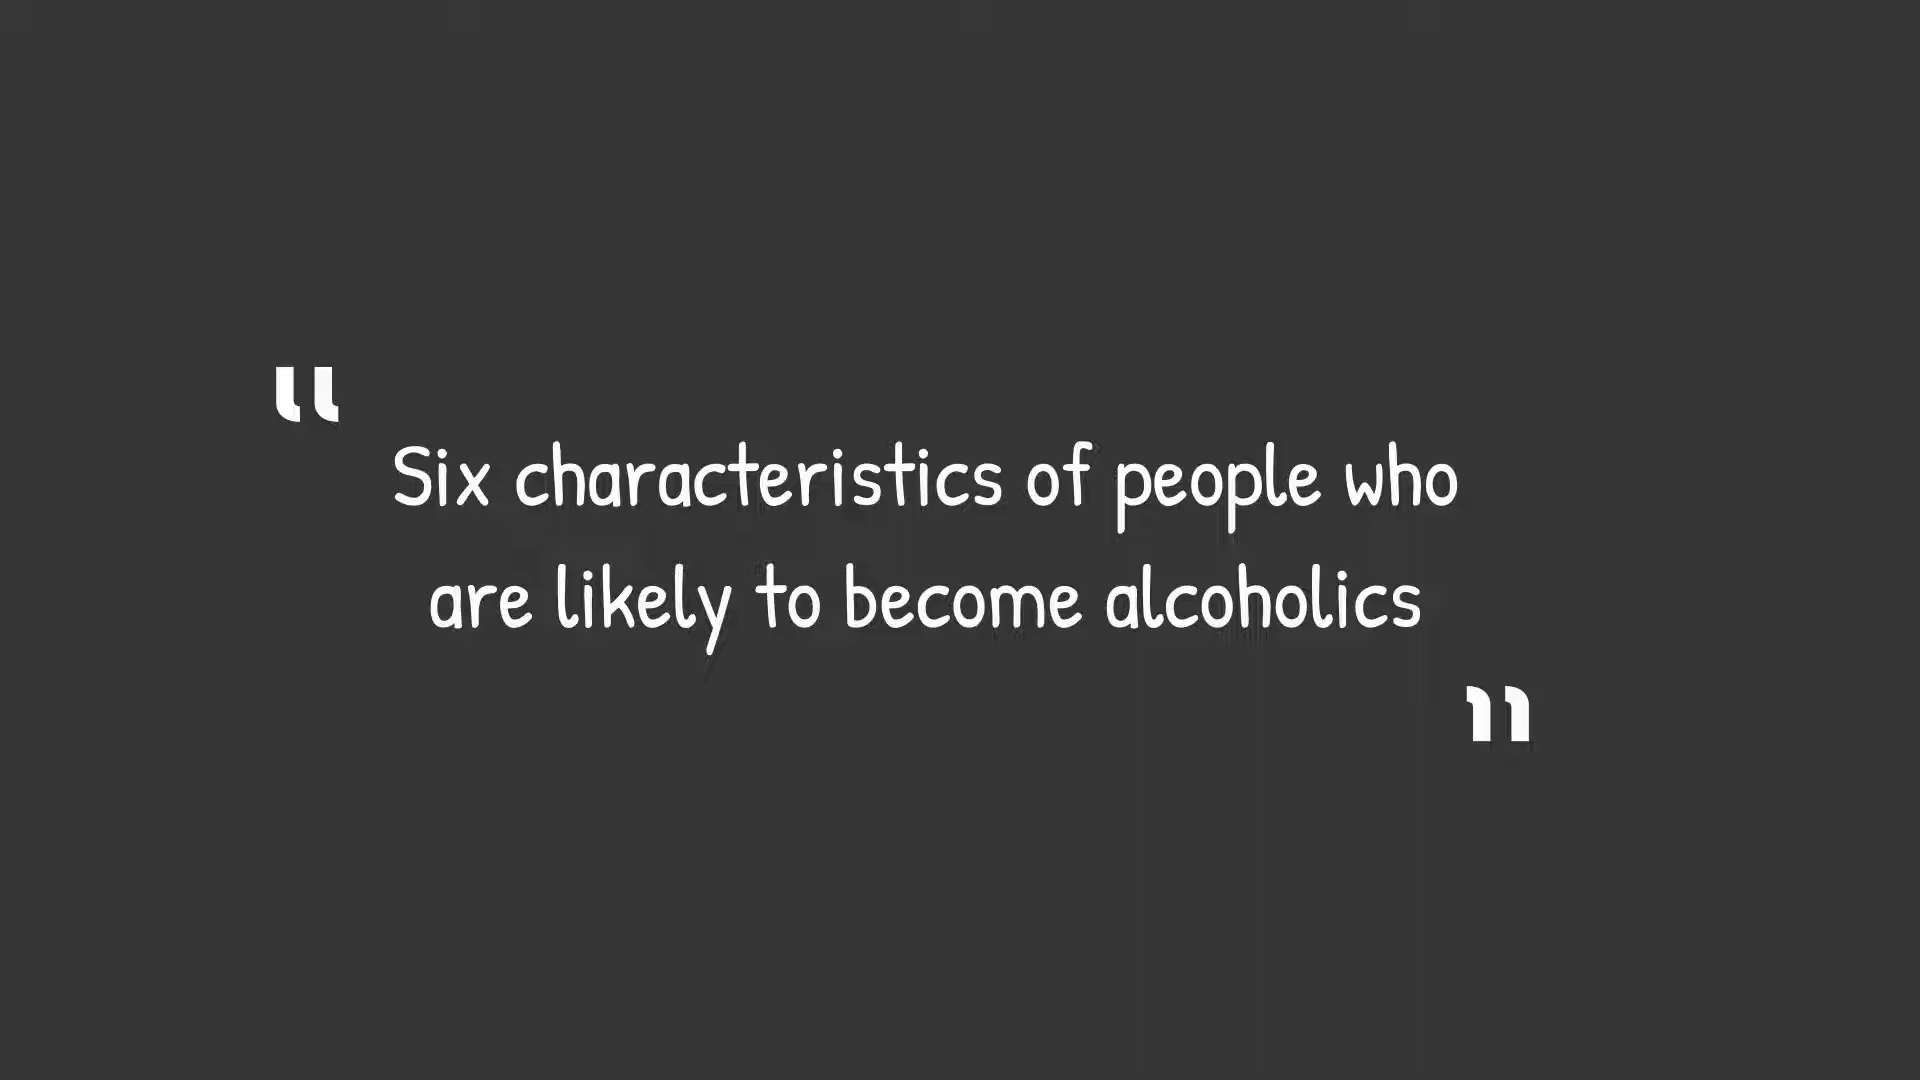 “
Six characteristics of people who
are likely to become alcoholics
”